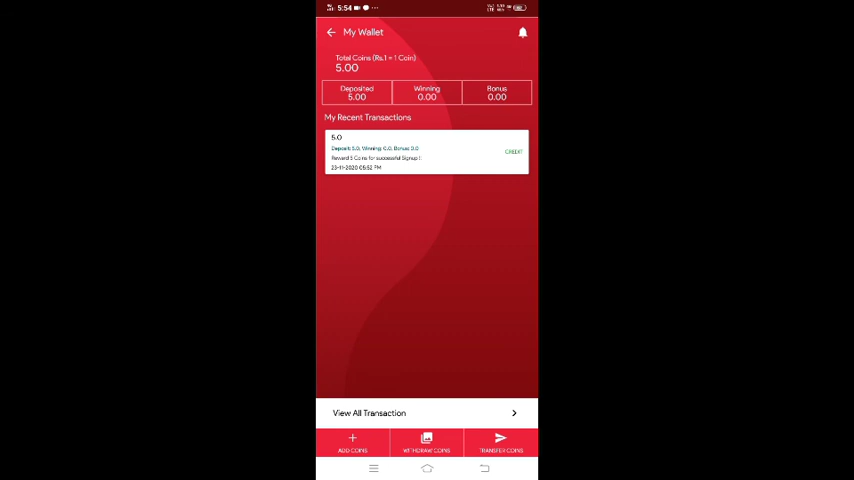 5:54
My Wallet
Total Coins (Rs.1 = 1 Coin)
5.00
Deposited Winning Bonus
5.00 0.00 0.00
My Recent Transactions
5.0
Deposit: 5.0, Winning: 0.0, Bonus: 0.0
CREDIT
Reward 5 Coins for successful Signup !:
23-11-2020 05:52 PM
View All Transaction
ADD COINS WITHDRAW COINS TRANSFER COINS